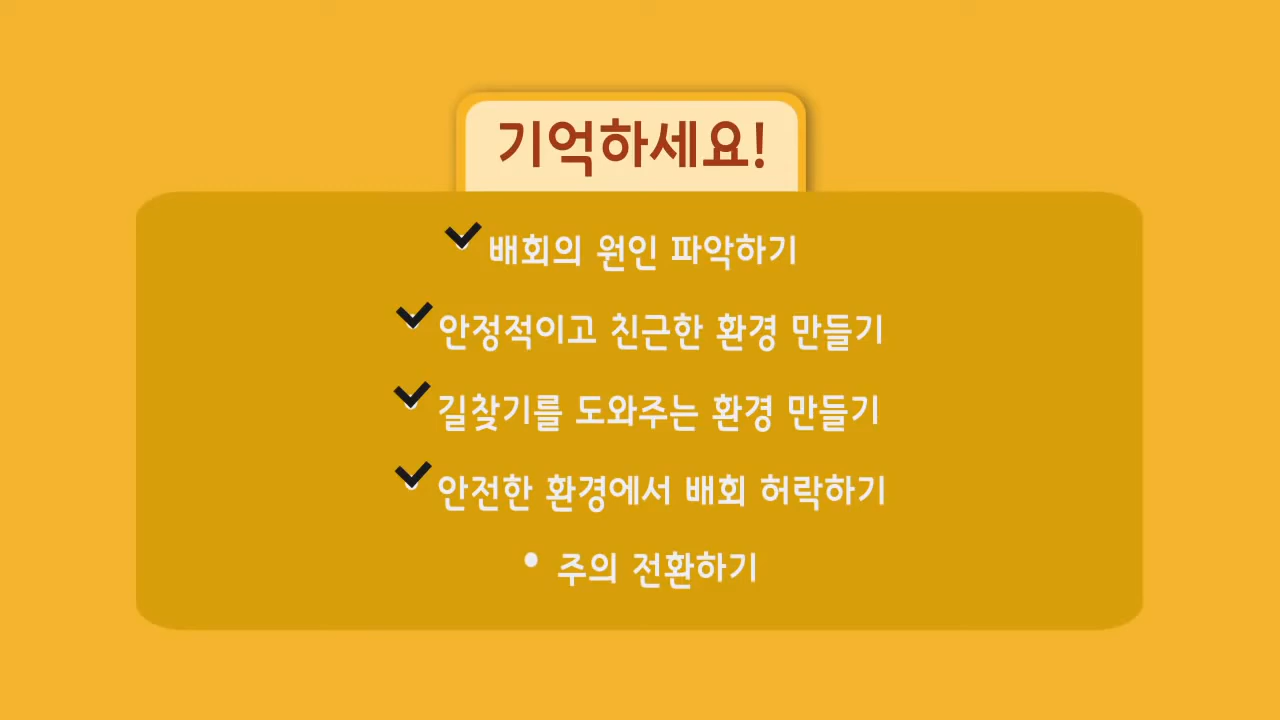 기억하세요!
✔ 배회의 원인 파악하기
✔ 안정적이고 친근한 환경 만들기
✔ 길찾기를 도와주는 환경 만들기
✔ 안전한 환경에서 배회 허락하기
• 주의 전환하기